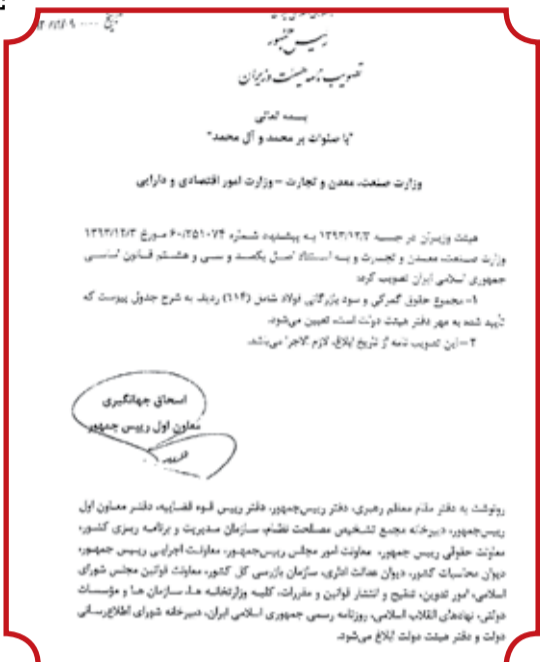 رییس جمهور
تصویب نامه هیئت وزیران
بسمه تعالی
"با صلوات بر محمد و آل محمد"
وزارت صنعت، معدن و تجارت – وزارت امور اقتصادی و دارایی
هیئت وزیران در جلسه ۱۳۹۳/۱۲/۳ به پیشنهاد شماره ۶۰/۲۵۱۰۷۴ مورخ ۱۳۹۳/۱۲/۳
وزارت صنعت، معدن و تجارت و به استناد اصل یکصد و سی و هشتم قانون اساسی
جمهوری اسلامی ایران تصویب کرد:
۱- مجموع حقوق گمرکی و سود بازرگانی فولاد شامل (۱۱۴) ردیف به شرح جدول پیوست که
تأیید شده به مهر دفتر هیئت دولت است، تعیین می‌شود.
۲- این تصویب نامه از تاریخ ابلاغ، لازم الاجرا می‌باشد.
اسحاق جهانگیری
معاون اول رییس جمهور
رونوشت به دفتر مقام معظم رهبری، دفتر رییس‌جمهور، دفتر رییس قوه قضاییه، دفتر معاون اول
رییس‌جمهور، دبیرخانه مجمع تشخیص مصلحت نظام، سازمان مدیریت و برنامه ریزی کشور،
معاونت حقوقی رییس جمهور، معاونت امور مجلس رییس‌جمهور، معاونت اجرایی رییس جمهور،
دیوان محاسبات کشور، دیوان عدالت اداری، سازمان بازرسی کل کشور، معاونت قوانین مجلس شورای
اسلامی، امور تدوین، تنقیح و انتشار قوانین و مقررات، کلیه وزارتخانه ها، سازمان ها و مؤسسات
دولتی، نهادهای انقلاب اسلامی، روزنامه رسمی جمهوری اسلامی ایران، دبیرخانه شورای اطلاع‌رسانی
دولت و دفتر هیئت دولت ابلاغ می‌شود.